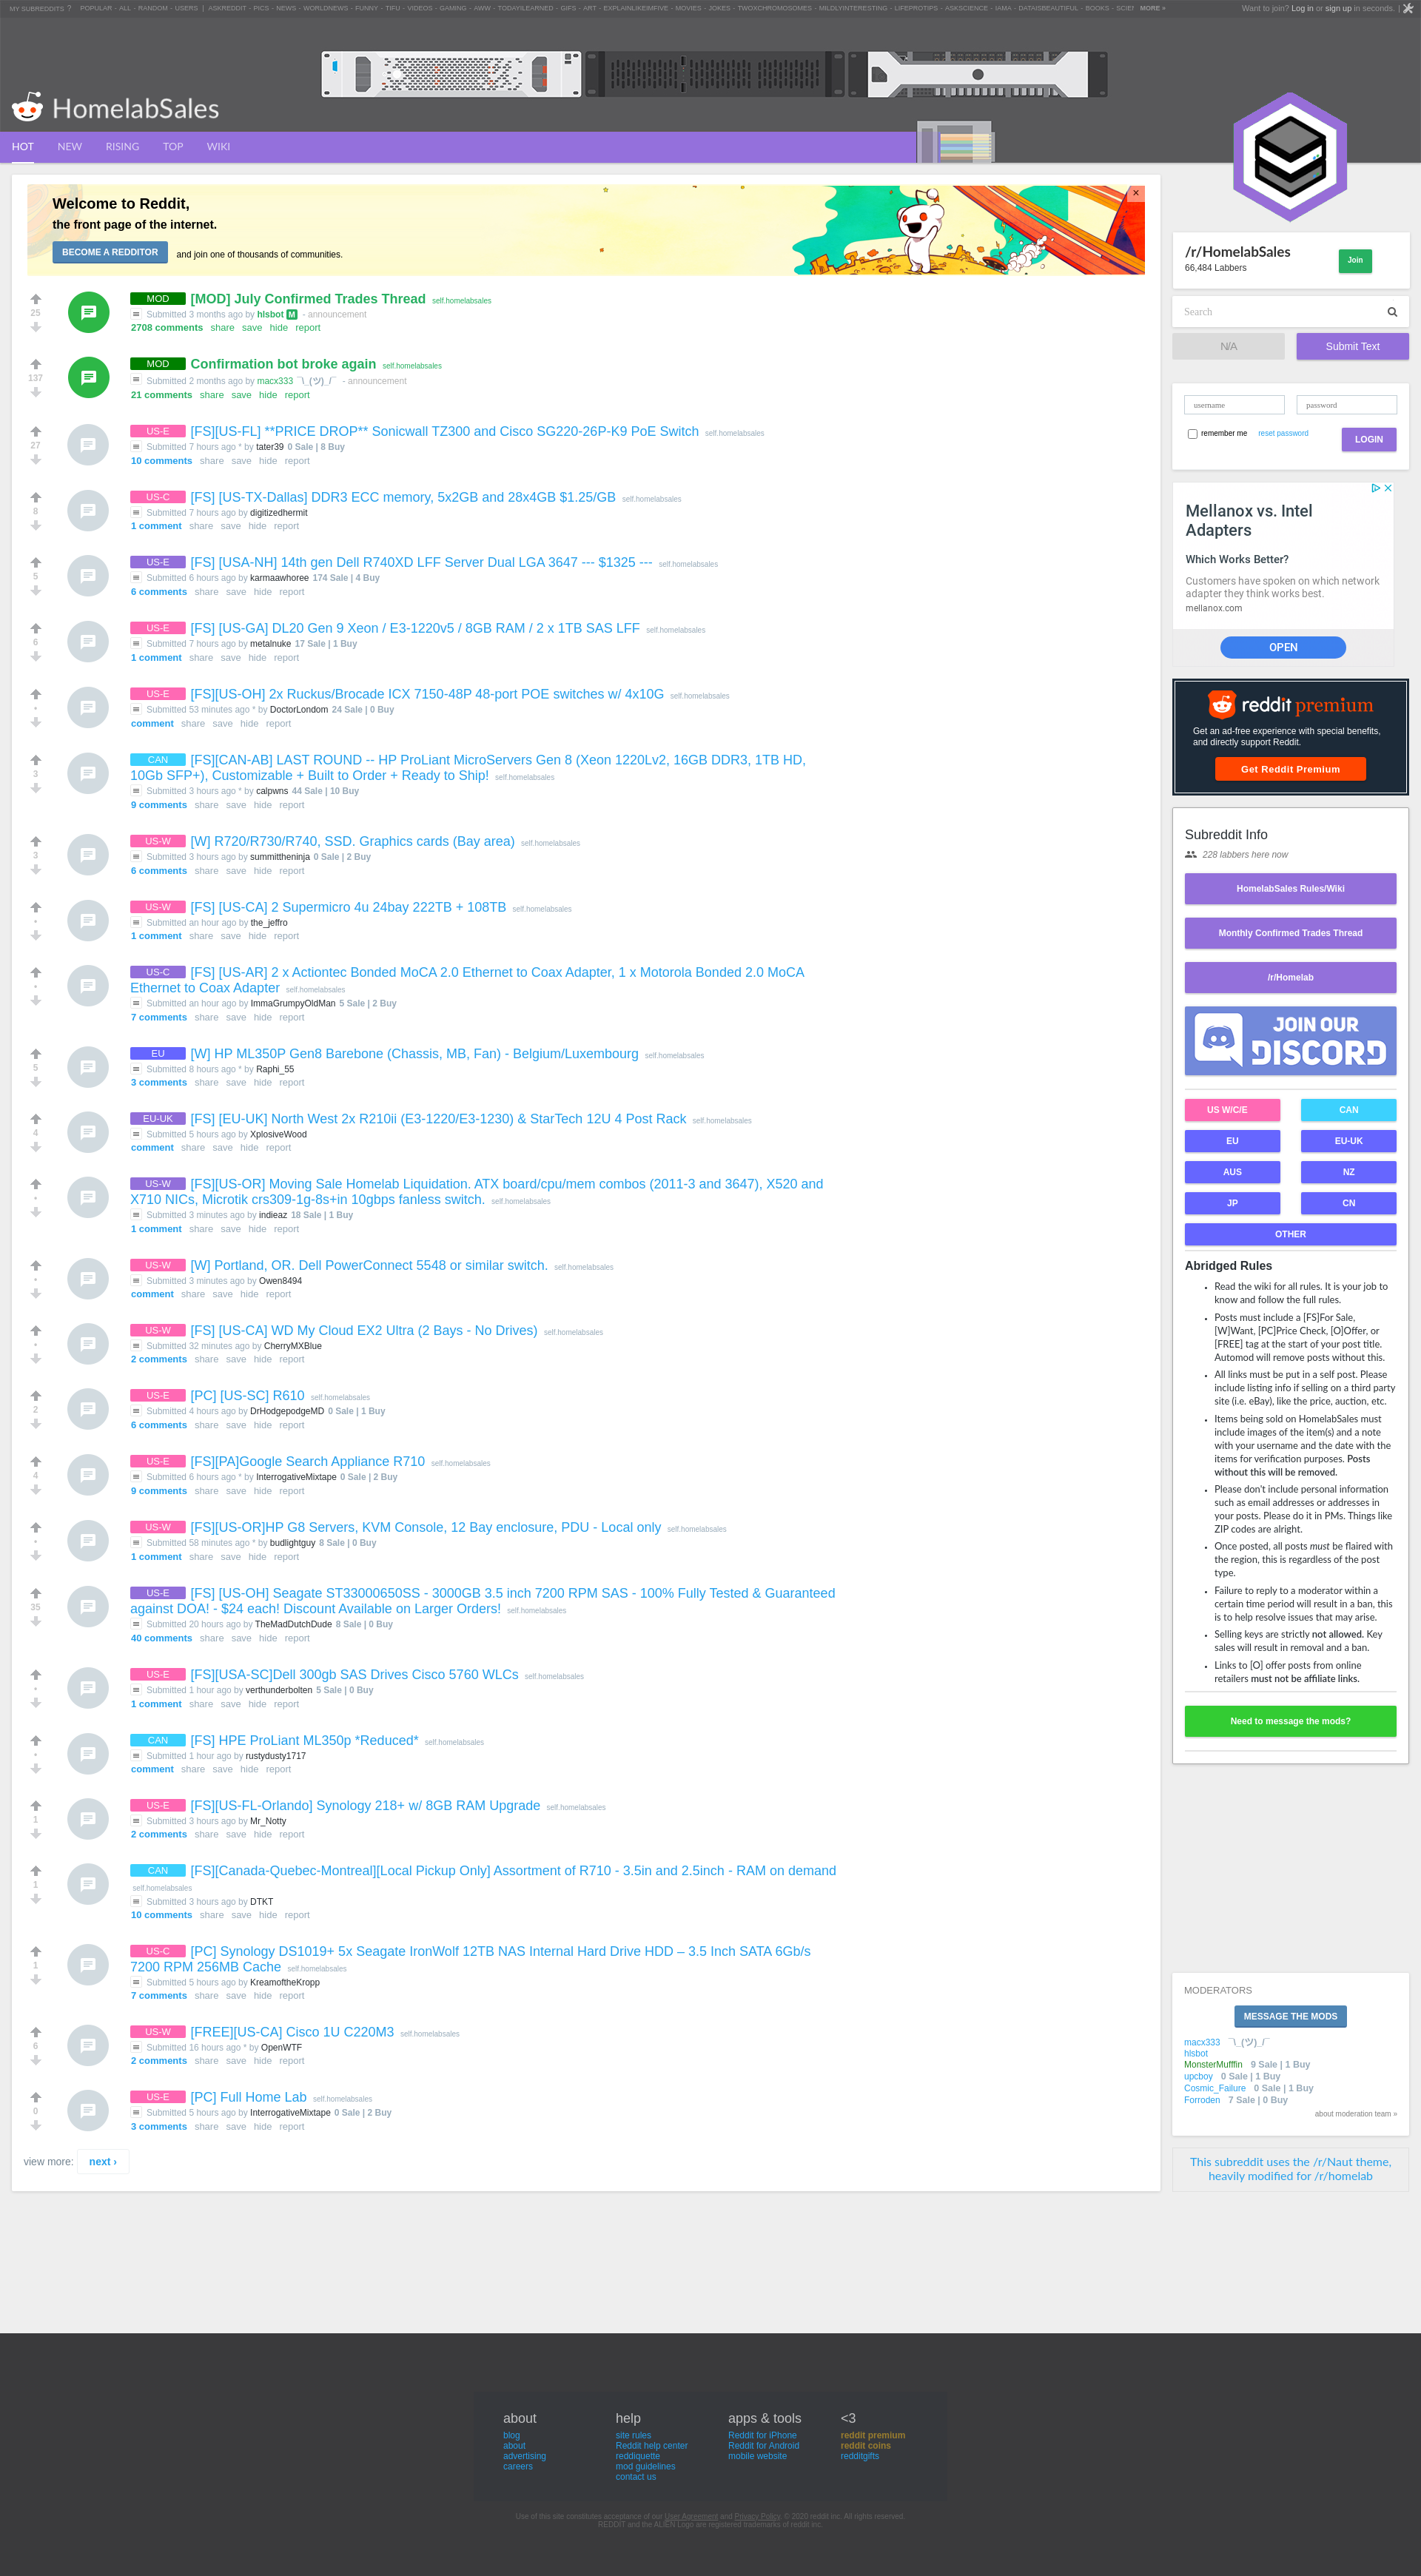 MY SUBREDDITS ? POPULAR - ALL - RANDOM - USERS | ASKREDDIT - PICS - NEWS - WORLDNEWS - FUNNY - TIFU - VIDEOS - GAMING - AWW - TODAYILEARNED - GIFS - ART - EXPLAINLIKEIMFIVE - MOVIES - JOKES - TWOXCHROMOSOMES - MILDLYINTERESTING - LIFEPROTIPS - ASKSCIENCE - IAMA - DATAISBEAUTIFUL - BOOKS - SCIEN MORE »
Want to join? Log in or sign up in seconds. |
HomelabSales
HOT NEW RISING TOP WIKI
Welcome to Reddit,
the front page of the internet.
BECOME A REDDITOR and join one of thousands of communities.
×
25
MOD [MOD] July Confirmed Trades Thread self.homelabsales
Submitted 3 months ago by hlsbot M - announcement
2708 comments share save hide report
137
MOD Confirmation bot broke again self.homelabsales
Submitted 2 months ago by macx333 ¯\_(ツ)_/¯ - announcement
21 comments share save hide report
27
US-E [FS][US-FL] **PRICE DROP** Sonicwall TZ300 and Cisco SG220-26P-K9 PoE Switch self.homelabsales
Submitted 7 hours ago * by tater39 0 Sale | 8 Buy
10 comments share save hide report
8
US-C [FS] [US-TX-Dallas] DDR3 ECC memory, 5x2GB and 28x4GB $1.25/GB self.homelabsales
Submitted 7 hours ago by digitizedhermit
1 comment share save hide report
5
US-E [FS] [USA-NH] 14th gen Dell R740XD LFF Server Dual LGA 3647 --- $1325 --- self.homelabsales
Submitted 6 hours ago by karmaawhoree 174 Sale | 4 Buy
6 comments share save hide report
6
US-E [FS] [US-GA] DL20 Gen 9 Xeon / E3-1220v5 / 8GB RAM / 2 x 1TB SAS LFF self.homelabsales
Submitted 7 hours ago by metalnuke 17 Sale | 1 Buy
1 comment share save hide report
•
US-E [FS][US-OH] 2x Ruckus/Brocade ICX 7150-48P 48-port POE switches w/ 4x10G self.homelabsales
Submitted 53 minutes ago * by DoctorLondom 24 Sale | 0 Buy
comment share save hide report
3
CAN [FS][CAN-AB] LAST ROUND -- HP ProLiant MicroServers Gen 8 (Xeon 1220Lv2, 16GB DDR3, 1TB HD,
10Gb SFP+), Customizable + Built to Order + Ready to Ship! self.homelabsales
Submitted 3 hours ago * by calpwns 44 Sale | 10 Buy
9 comments share save hide report
3
US-W [W] R720/R730/R740, SSD. Graphics cards (Bay area) self.homelabsales
Submitted 3 hours ago by summittheninja 0 Sale | 2 Buy
6 comments share save hide report
•
US-W [FS] [US-CA] 2 Supermicro 4u 24bay 222TB + 108TB self.homelabsales
Submitted an hour ago by the_jeffro
1 comment share save hide report
•
US-C [FS] [US-AR] 2 x Actiontec Bonded MoCA 2.0 Ethernet to Coax Adapter, 1 x Motorola Bonded 2.0 MoCA
Ethernet to Coax Adapter self.homelabsales
Submitted an hour ago by ImmaGrumpyOldMan 5 Sale | 2 Buy
7 comments share save hide report
5
EU [W] HP ML350P Gen8 Barebone (Chassis, MB, Fan) - Belgium/Luxembourg self.homelabsales
Submitted 8 hours ago * by Raphi_55
3 comments share save hide report
4
EU-UK [FS] [EU-UK] North West 2x R210ii (E3-1220/E3-1230) & StarTech 12U 4 Post Rack self.homelabsales
Submitted 5 hours ago by XplosiveWood
comment share save hide report
•
US-W [FS][US-OR] Moving Sale Homelab Liquidation. ATX board/cpu/mem combos (2011-3 and 3647), X520 and
X710 NICs, Microtik crs309-1g-8s+in 10gbps fanless switch. self.homelabsales
Submitted 3 minutes ago by indieaz 18 Sale | 1 Buy
1 comment share save hide report
•
US-W [W] Portland, OR. Dell PowerConnect 5548 or similar switch. self.homelabsales
Submitted 3 minutes ago by Owen8494
comment share save hide report
•
US-W [FS] [US-CA] WD My Cloud EX2 Ultra (2 Bays - No Drives) self.homelabsales
Submitted 32 minutes ago by CherryMXBlue
2 comments share save hide report
2
US-E [PC] [US-SC] R610 self.homelabsales
Submitted 4 hours ago by DrHodgepodgeMD 0 Sale | 1 Buy
6 comments share save hide report
4
US-E [FS][PA]Google Search Appliance R710 self.homelabsales
Submitted 6 hours ago * by InterrogativeMixtape 0 Sale | 2 Buy
9 comments share save hide report
•
US-W [FS][US-OR]HP G8 Servers, KVM Console, 12 Bay enclosure, PDU - Local only self.homelabsales
Submitted 58 minutes ago * by budlightguy 8 Sale | 0 Buy
1 comment share save hide report
35
US-E [FS] [US-OH] Seagate ST33000650SS - 3000GB 3.5 inch 7200 RPM SAS - 100% Fully Tested & Guaranteed
against DOA! - $24 each! Discount Available on Larger Orders! self.homelabsales
Submitted 20 hours ago by TheMadDutchDude 8 Sale | 0 Buy
40 comments share save hide report
•
US-E [FS][USA-SC]Dell 300gb SAS Drives Cisco 5760 WLCs self.homelabsales
Submitted 1 hour ago by verthunderbolten 5 Sale | 0 Buy
1 comment share save hide report
•
CAN [FS] HPE ProLiant ML350p *Reduced* self.homelabsales
Submitted 1 hour ago by rustydusty1717
comment share save hide report
1
US-E [FS][US-FL-Orlando] Synology 218+ w/ 8GB RAM Upgrade self.homelabsales
Submitted 3 hours ago by Mr_Notty
2 comments share save hide report
1
CAN [FS][Canada-Quebec-Montreal][Local Pickup Only] Assortment of R710 - 3.5in and 2.5inch - RAM on demand
self.homelabsales
Submitted 3 hours ago by DTKT
10 comments share save hide report
1
US-C [PC] Synology DS1019+ 5x Seagate IronWolf 12TB NAS Internal Hard Drive HDD – 3.5 Inch SATA 6Gb/s
7200 RPM 256MB Cache self.homelabsales
Submitted 5 hours ago by KreamoftheKropp
7 comments share save hide report
6
US-W [FREE][US-CA] Cisco 1U C220M3 self.homelabsales
Submitted 16 hours ago * by OpenWTF
2 comments share save hide report
0
US-E [PC] Full Home Lab self.homelabsales
Submitted 5 hours ago by InterrogativeMixtape 0 Sale | 2 Buy
3 comments share save hide report
view more: next ›
/r/HomelabSales
66,484 Labbers
Join
Search
N/A Submit Text
username password
remember me reset password LOGIN
Mellanox vs. Intel
Adapters
Which Works Better?
Customers have spoken on which network
adapter they think works best.
mellanox.com
OPEN
reddit premium
Get an ad-free experience with special benefits,
and directly support Reddit.
Get Reddit Premium
Subreddit Info
228 labbers here now
HomelabSales Rules/Wiki
Monthly Confirmed Trades Thread
/r/Homelab
JOIN OUR
DISCORD
US W/C/E CAN
EU EU-UK
AUS NZ
JP CN
OTHER
Abridged Rules
• Read the wiki for all rules. It is your job to
know and follow the full rules.
• Posts must include a [FS]For Sale,
[W]Want, [PC]Price Check, [O]Offer, or
[FREE] tag at the start of your post title.
Automod will remove posts without this.
• All links must be put in a self post. Please
include listing info if selling on a third party
site (i.e. eBay), like the price, auction, etc.
• Items being sold on HomelabSales must
include images of the item(s) and a note
with your username and the date with the
items for verification purposes. Posts
without this will be removed.
• Please don't include personal information
such as email addresses or addresses in
your posts. Please do it in PMs. Things like
ZIP codes are alright.
• Once posted, all posts must be flaired with
the region, this is regardless of the post
type.
• Failure to reply to a moderator within a
certain time period will result in a ban, this
is to help resolve issues that may arise.
• Selling keys are strictly not allowed. Key
sales will result in removal and a ban.
• Links to [O] offer posts from online
retailers must not be affiliate links.
Need to message the mods?
MODERATORS
MESSAGE THE MODS
macx333 ¯\_(ツ)_/¯
hlsbot
MonsterMufffin 9 Sale | 1 Buy
upcboy 0 Sale | 1 Buy
Cosmic_Failure 0 Sale | 1 Buy
Forroden 7 Sale | 0 Buy
about moderation team »
This subreddit uses the /r/Naut theme,
heavily modified for /r/homelab
about
blog
about
advertising
careers
help
site rules
Reddit help center
reddiquette
mod guidelines
contact us
apps & tools
Reddit for iPhone
Reddit for Android
mobile website
<3
reddit premium
reddit coins
redditgifts
Use of this site constitutes acceptance of our User Agreement and Privacy Policy. © 2020 reddit inc. All rights reserved.
REDDIT and the ALIEN Logo are registered trademarks of reddit inc.